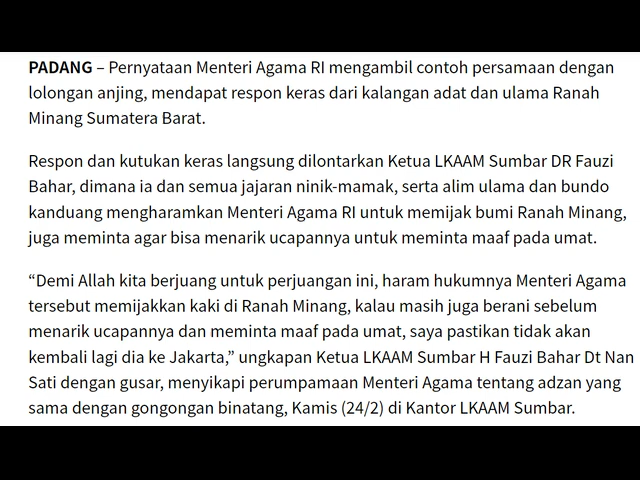 PADANG – Pernyataan Menteri Agama RI mengambil contoh persamaan dengan
lolongan anjing, mendapat respon keras dari kalangan adat dan ulama Ranah
Minang Sumatera Barat.
Respon dan kutukan keras langsung dilontarkan Ketua LKAAM Sumbar DR Fauzi
Bahar, dimana ia dan semua jajaran ninik-mamak, serta alim ulama dan bundo
kanduang mengharamkan Menteri Agama RI untuk memijak bumi Ranah Minang,
juga meminta agar bisa menarik ucapannya untuk meminta maaf pada umat.
“Demi Allah kita berjuang untuk perjuangan ini, haram hukumnya Menteri Agama
tersebut memijakkan kaki di Ranah Minang, kalau masih juga berani sebelum
menarik ucapannya dan meminta maaf pada umat, saya pastikan tidak akan
kembali lagi dia ke Jakarta,” ungkapan Ketua LKAAM Sumbar H Fauzi Bahar Dt Nan
Sati dengan gusar, menyikapi perumpamaan Menteri Agama tentang adzan yang
sama dengan gongongan binatang, Kamis (24/2) di Kantor LKAAM Sumbar.